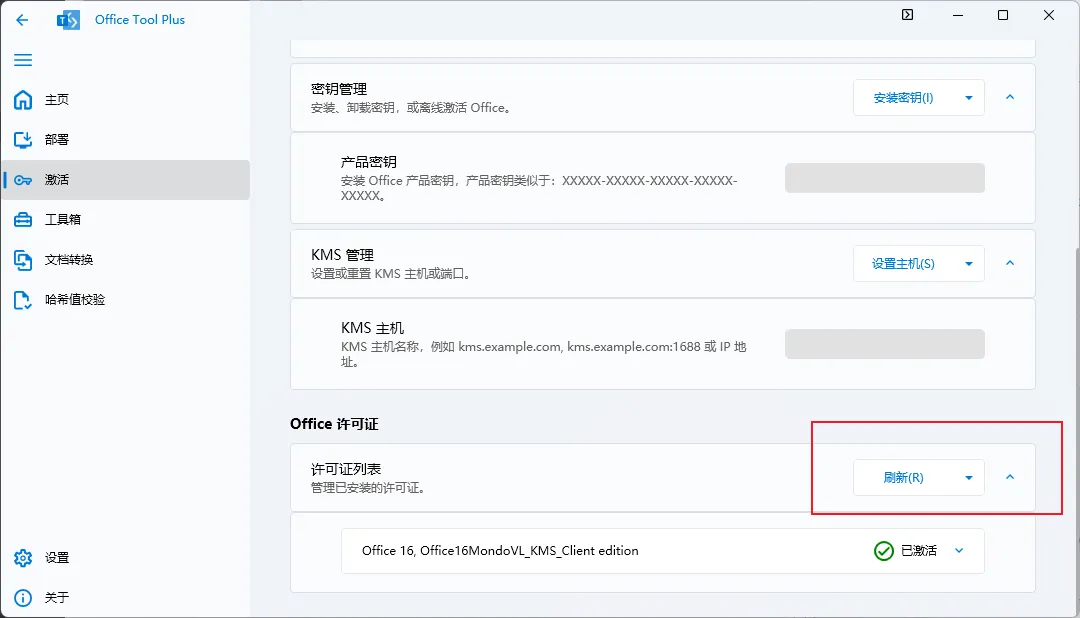 Office Tool Plus
主页
部署
激活
工具箱
文档转换
哈希值校验
设置
关于
密钥管理
安装、卸载密钥，或离线激活 Office。
安装密钥(I)
产品密钥
安装 Office 产品密钥，产品密钥类似于：XXXXX-XXXXX-XXXXX-XXXXX-
XXXXX。
KMS 管理
设置或重置 KMS 主机或端口。
设置主机(S)
KMS 主机
KMS 主机名称，例如 kms.example.com, kms.example.com:1688 或 IP 地
址。
Office 许可证
许可证列表
管理已安装的许可证。
刷新(R)
Office 16, Office16MondoVL_KMS_Client edition
已激活